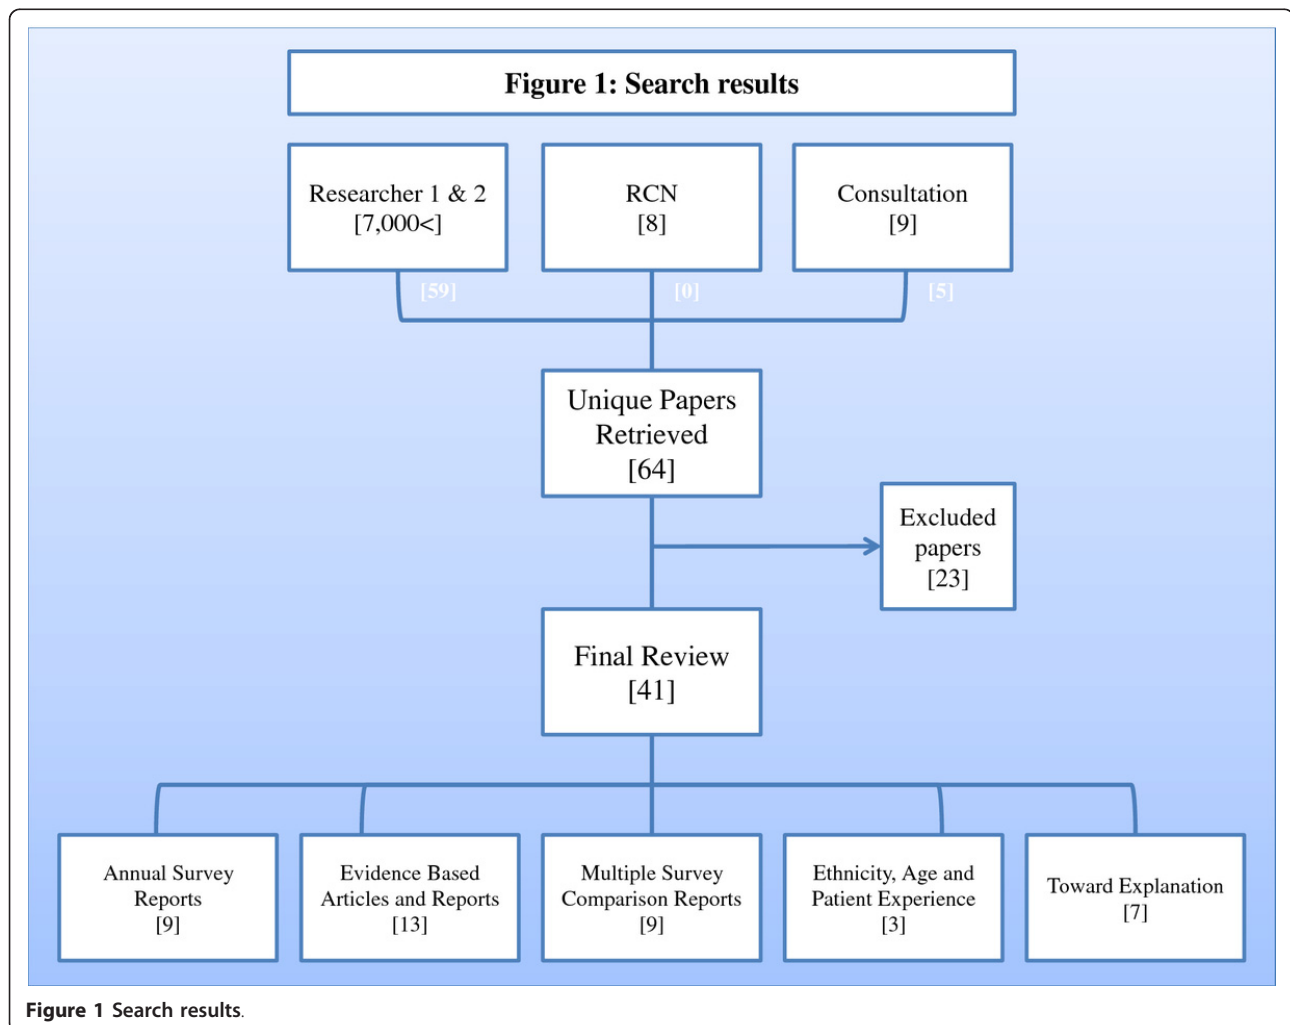 Figure 1: Search results
Researcher 1 & 2
[7,000<]
RCN
[8]
Consultation
[9]
[59]
[0]
[5]
Unique Papers
Retrieved
[64]
Excluded
papers
[23]
Final Review
[41]
Annual Survey
Reports
[9]
Evidence Based
Articles and Reports
[13]
Multiple Survey
Comparison Reports
[9]
Ethnicity, Age and
Patient Experience
[3]
Toward Explanation
[7]
Figure 1 Search results.